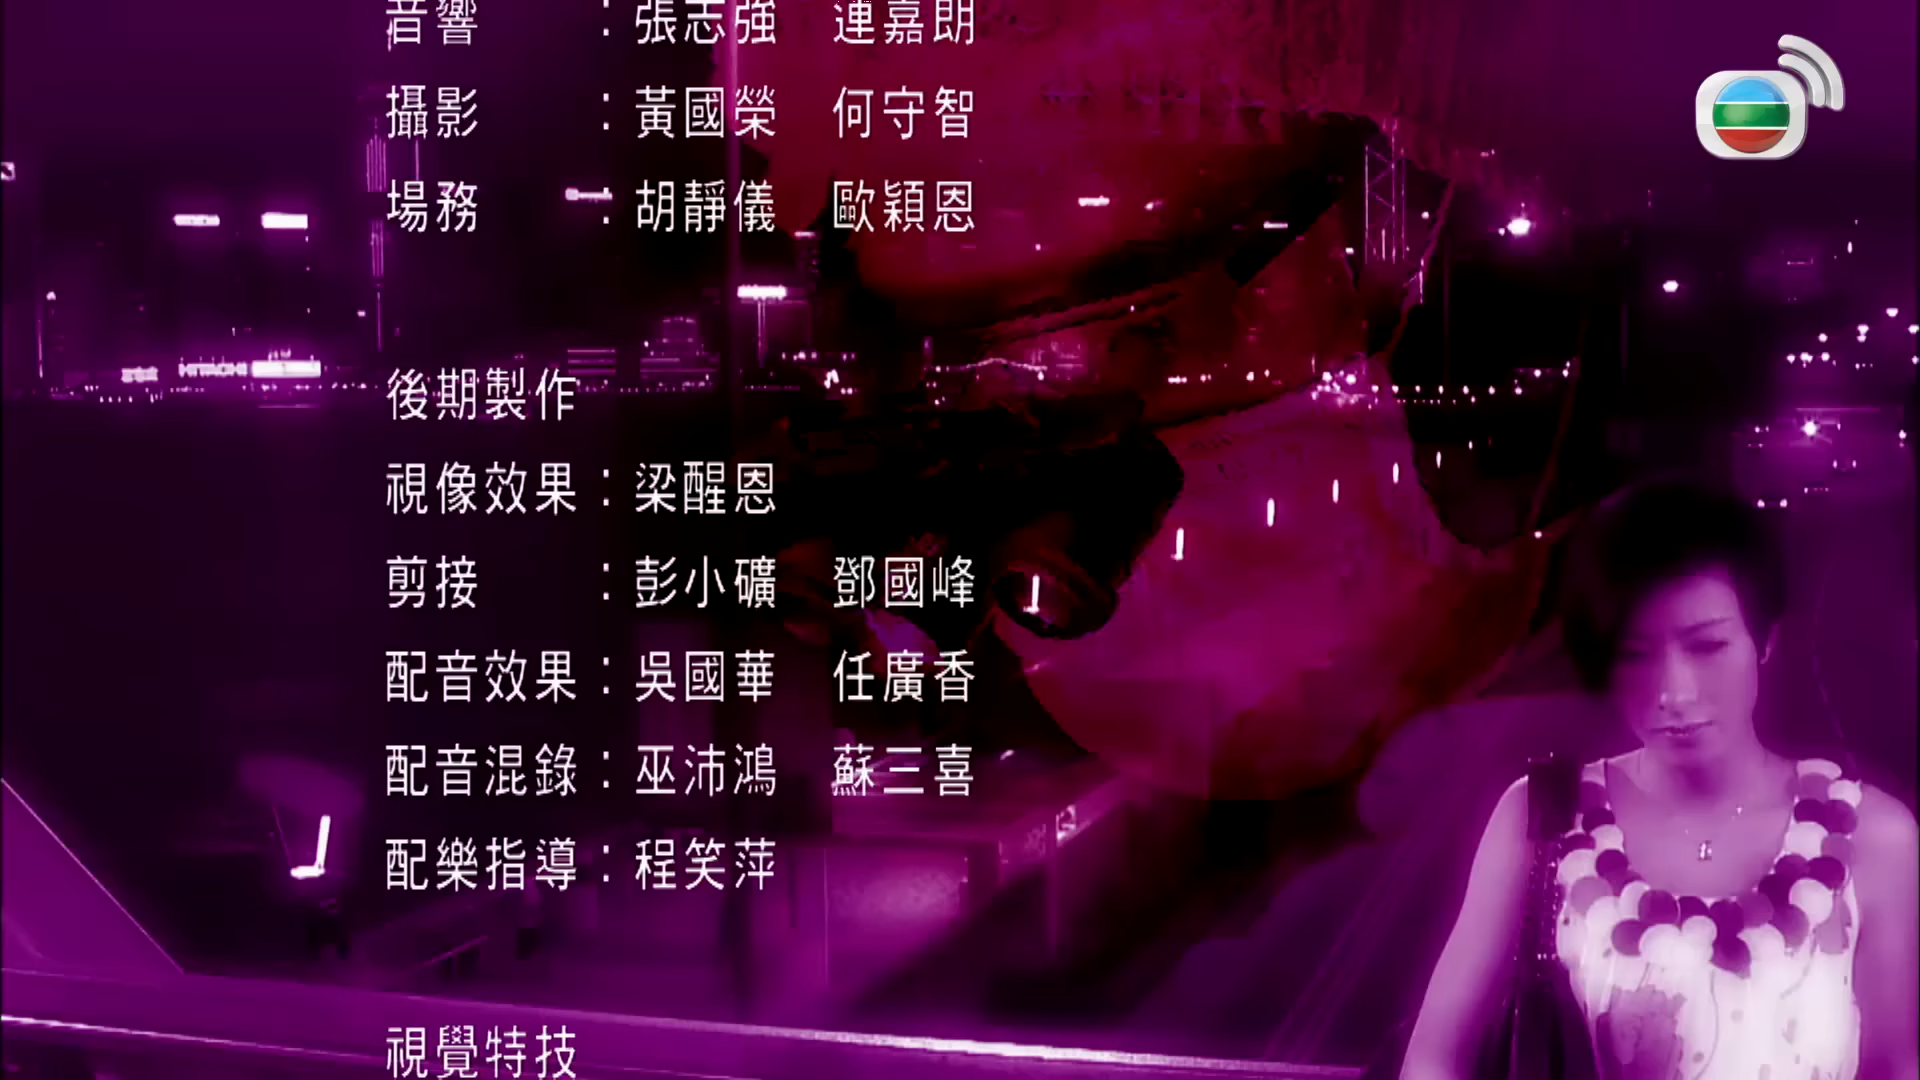 音響　　：張志強　連嘉朗
攝影　　：黃國榮　何守智
場務　　：胡靜儀　歐穎恩
HITACHI
後期製作
視像效果：梁醒恩
剪接　　：彭小礦　鄧國峰
配音效果：吳國華　任廣香
配音混錄：巫沛鴻　蘇三喜
配樂指導：程笑萍
視覺特技